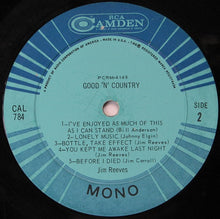 RCA
CAMDEN
PCRM-4149
GOOD 'N' COUNTRY
CAL
784
SIDE
2
1-I'VE ENJOYED AS MUCH OF THIS
AS I CAN STAND (Bill Anderson)
2-LONELY MUSIC (Johnny Elgin)
3-BOTTLE, TAKE EFFECT (Jim Reeves)
4-YOU KEPT ME AWAKE LAST NIGHT
(Jim Reeves)
5-BEFORE I DIED (Jim Carroll)
Jim Reeves
MONO